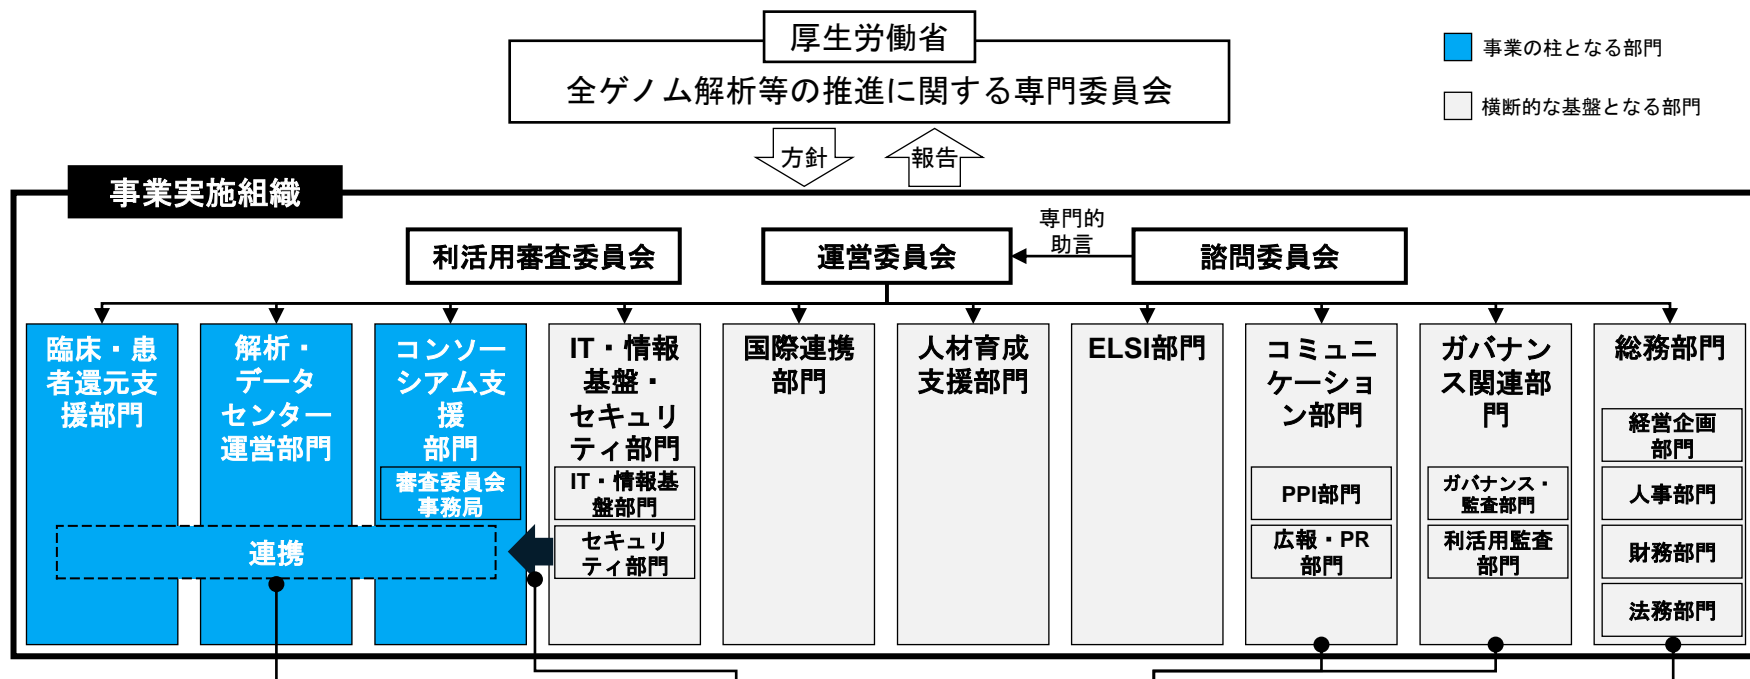 厚生労働省
全ゲノム解析等の推進に関する専門委員会
事業の柱となる部門
横断的な基盤となる部門
方針
報告
事業実施組織
利活用審査委員会
運営委員会
専門的
助言
諮問委員会
臨床・患
者還元支
援部門
解析・
データ
センター
運営部門
コンソー
シアム支
援
部門
審査委員会
事務局
連携
IT・情報
基盤・
セキュリ
ティ部門
IT・情報基
盤部門
セキュリ
ティ部門
国際連携
部門
人材育成
支援部門
ELSI部門
コミュニ
ケーショ
ン部門
PPI部門
広報・PR
部門
ガバナン
ス関連部
門
ガバナンス・
監査部門
利活用監査
部門
総務部門
経営企画
部門
人事部門
財務部門
法務部門